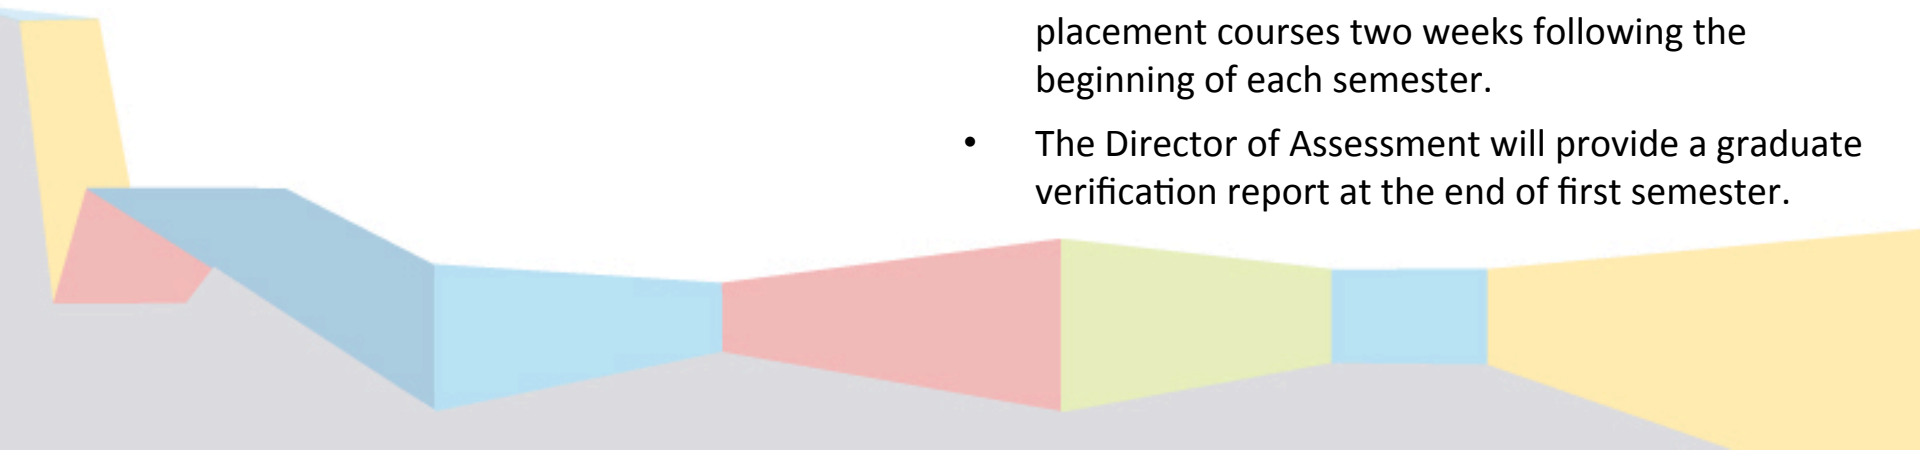 placement courses two weeks following the
beginning of each semester.
• The Director of Assessment will provide a graduate
verification report at the end of first semester.